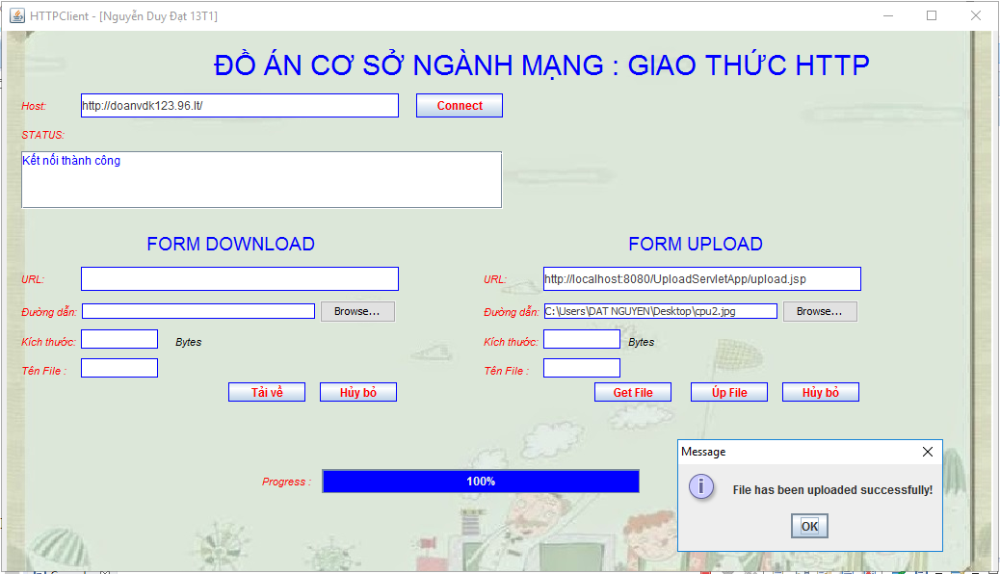 HTTPClient - [Nguyễn Duy Đạt 13T1]
ĐỒ ÁN CƠ SỞ NGÀNH MẠNG : GIAO THỨC HTTP
Host: http://doanvdk123.96.lt/ Connect
STATUS:
Kết nối thành công
FORM DOWNLOAD
URL:
Đường dẫn: Browse...
Kích thước: Bytes
Tên File :
Tải về Hủy bỏ
FORM UPLOAD
URL: http://localhost:8080/UploadServletApp/upload.jsp
Đường dẫn: C:\Users\DAT NGUYEN\Desktop\cpu2.jpg Browse...
Kích thước: Bytes
Tên File :
Get File Úp File Hủy bỏ
Progress : 100%
Message
File has been uploaded successfully!
OK